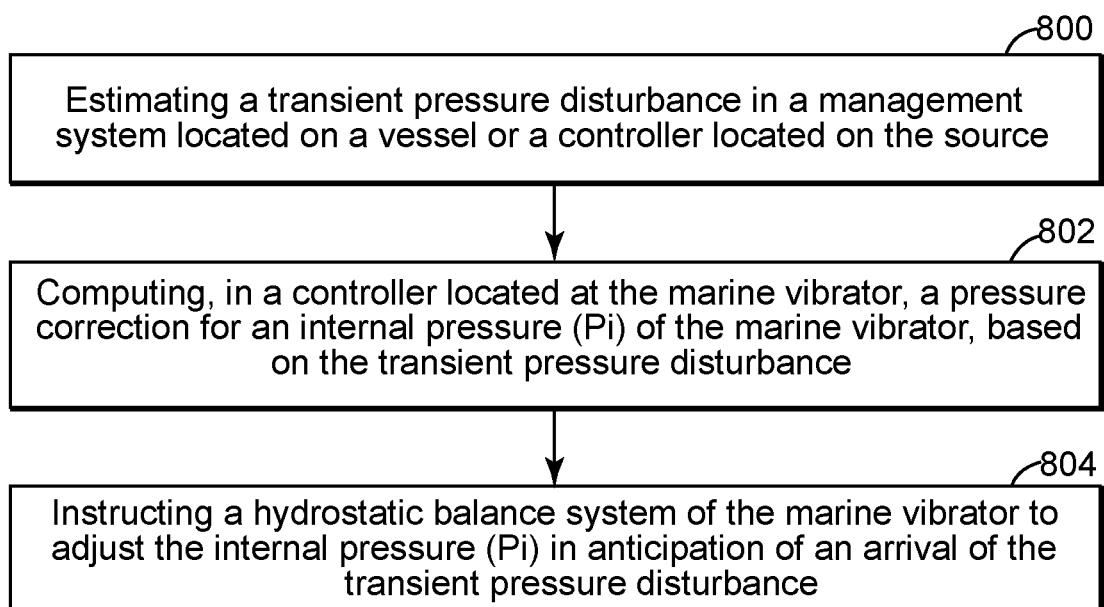 800
Estimating a transient pressure disturbance in a management
system located on a vessel or a controller located on the source
802
Computing, in a controller located at the marine vibrator, a pressure
correction for an internal pressure (Pi) of the marine vibrator, based
on the transient pressure disturbance
804
Instructing a hydrostatic balance system of the marine vibrator to
adjust the internal pressure (Pi) in anticipation of an arrival of the
transient pressure disturbance